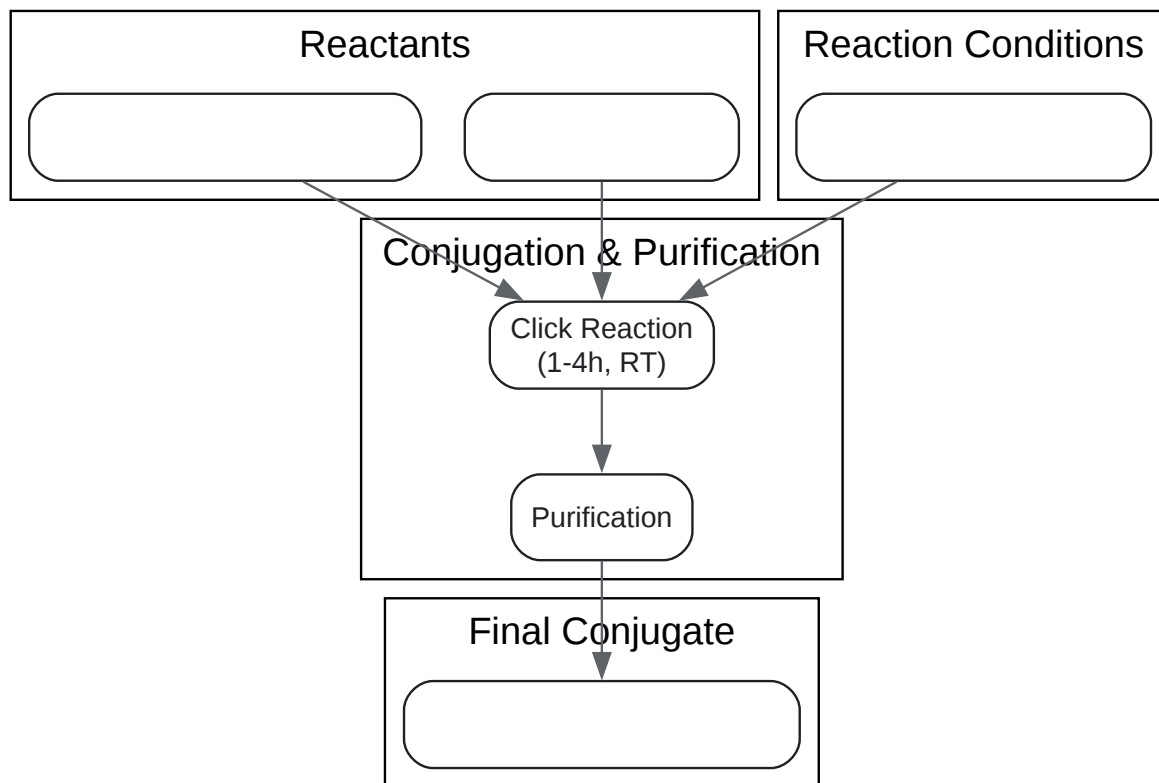 Reactants
Reaction Conditions
Conjugation & Purification
Click Reaction
(1-4h, RT)
Purification
Final Conjugate